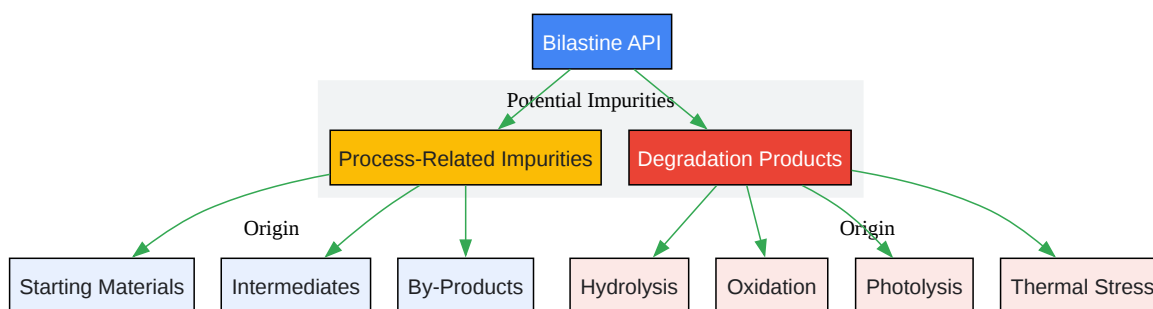 Bilastine API
Potential Impurities
Process-Related Impurities
Degradation Products
Origin
Origin
Starting Materials
Intermediates
By-Products
Hydrolysis
Oxidation
Photolysis
Thermal Stress